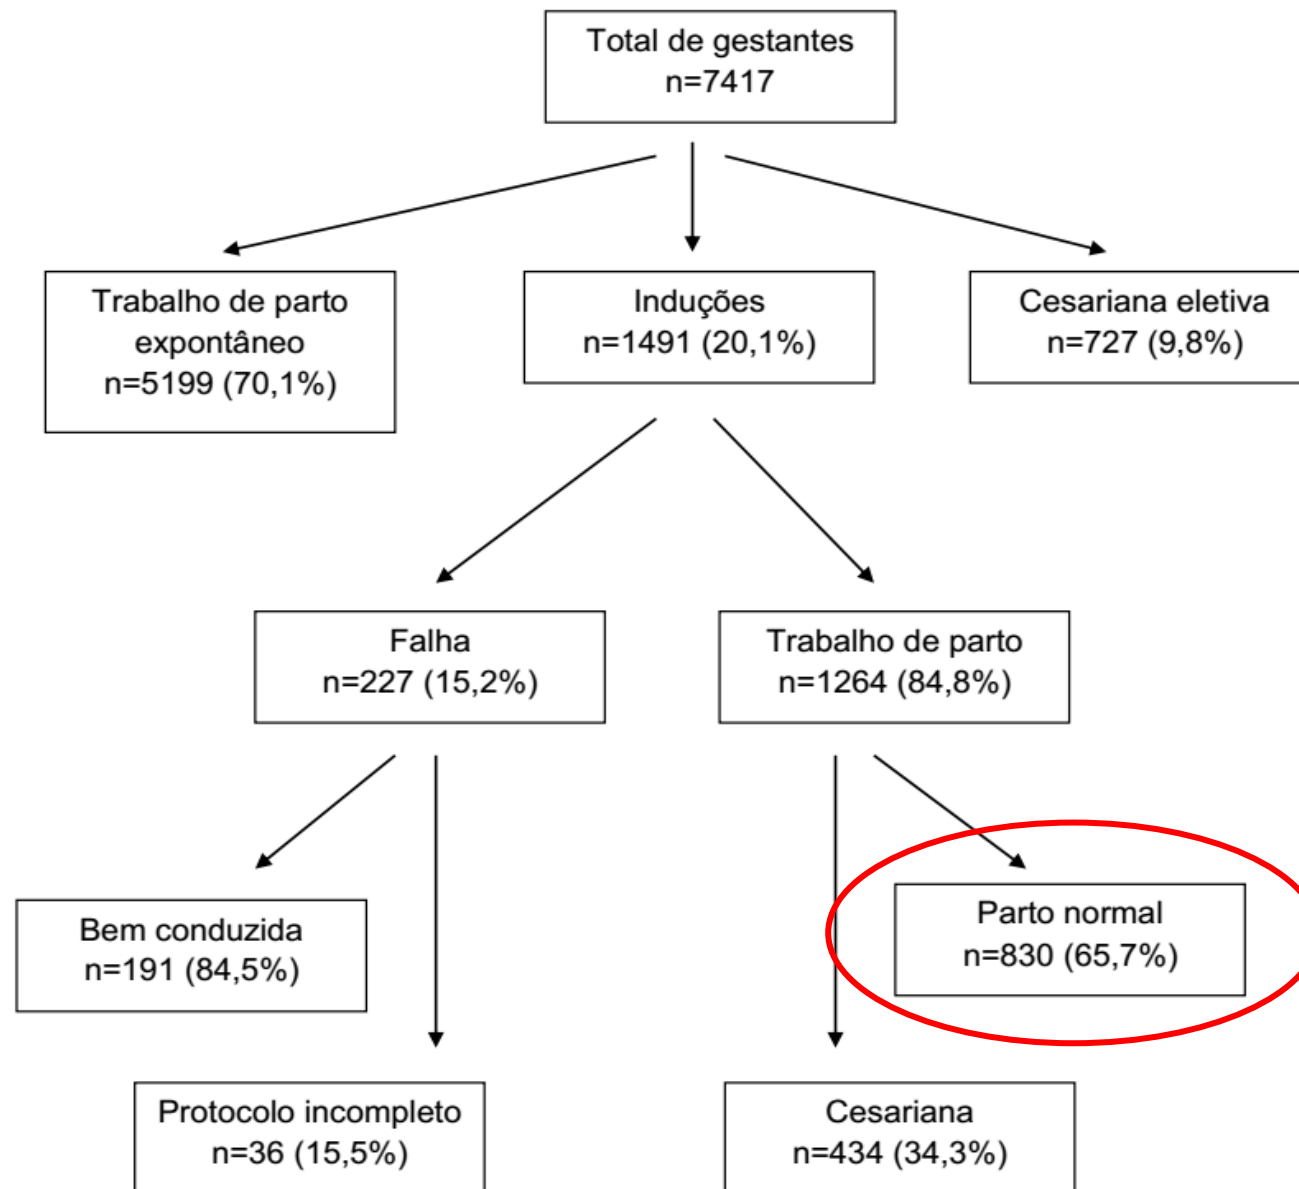 Total de gestantes
n=7417
Trabalho de parto
expontâneo
n=5199 (70,1%)
Induções
n=1491 (20,1%)
Cesariana eletiva
n=727 (9,8%)
Falha
n=227 (15,2%)
Trabalho de parto
n=1264 (84,8%)
Bem conduzida
n=191 (84,5%)
Parto normal
n=830 (65,7%)
Protocolo incompleto
n=36 (15,5%)
Cesariana
n=434 (34,3%)